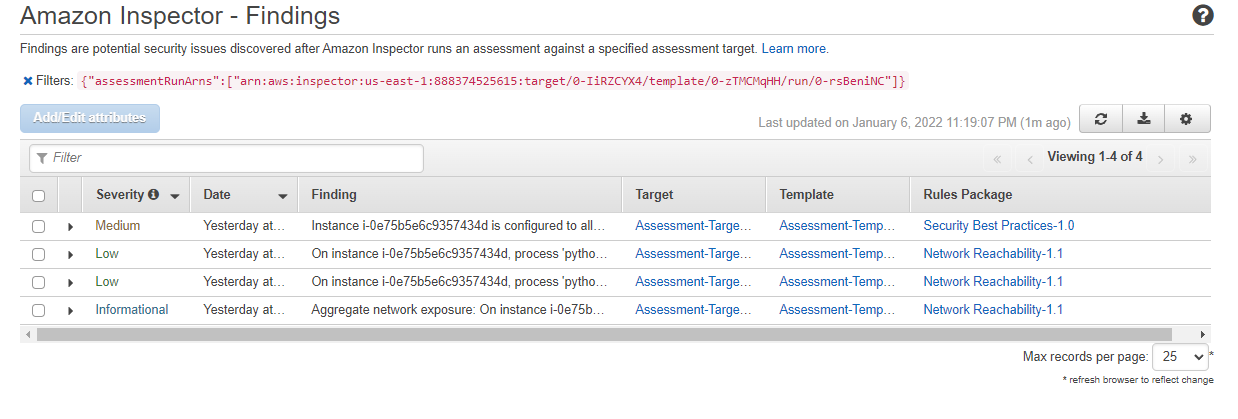 Amazon Inspector - Findings
Findings are potential security issues discovered after Amazon Inspector runs an assessment against a specified assessment target. Learn more.
Filters: {"assessmentRunArns":["arn:aws:inspector:us-east-1:888374525615:target/0-IiRZCYX4/template/0-zTMCMqHH/run/0-rsBeniNC"]}
Add/Edit attributes
Last updated on January 6, 2022 11:19:07 PM (1m ago)
Filter
Viewing 1-4 of 4
Severity Date Finding Target Template Rules Package
Medium Yesterday at... Instance i-0e75b5e6c9357434d is configured to all... Assessment-Targe... Assessment-Temp... Security Best Practices-1.0
Low Yesterday at... On instance i-0e75b5e6c9357434d, process 'pytho... Assessment-Targe... Assessment-Temp... Network Reachability-1.1
Low Yesterday at... On instance i-0e75b5e6c9357434d, process 'pytho... Assessment-Targe... Assessment-Temp... Network Reachability-1.1
Informational Yesterday at... Aggregate network exposure: On instance i-0e75b... Assessment-Targe... Assessment-Temp... Network Reachability-1.1
Max records per page: 25 *
* refresh browser to reflect change